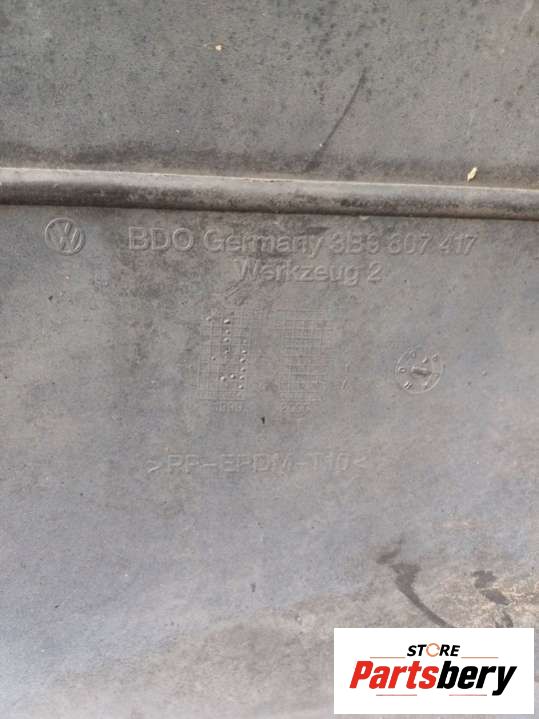 BDO Germany 3B9 807 417
Werkzeug 2
>PP-EPDM-T10<
STORE
Partsbery